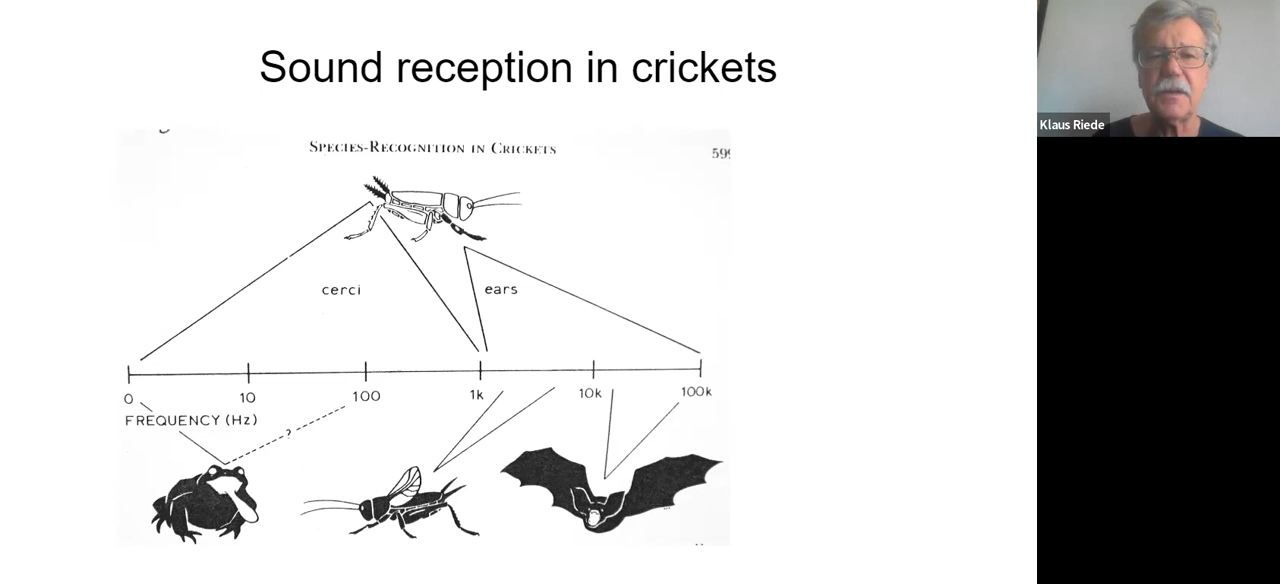 Sound reception in crickets
Klaus Riede
SPECIES-RECOGNITION IN CRICKETS
59
cerci
ears
0 10 100 1k 10k 100k
FREQUENCY (Hz)
?